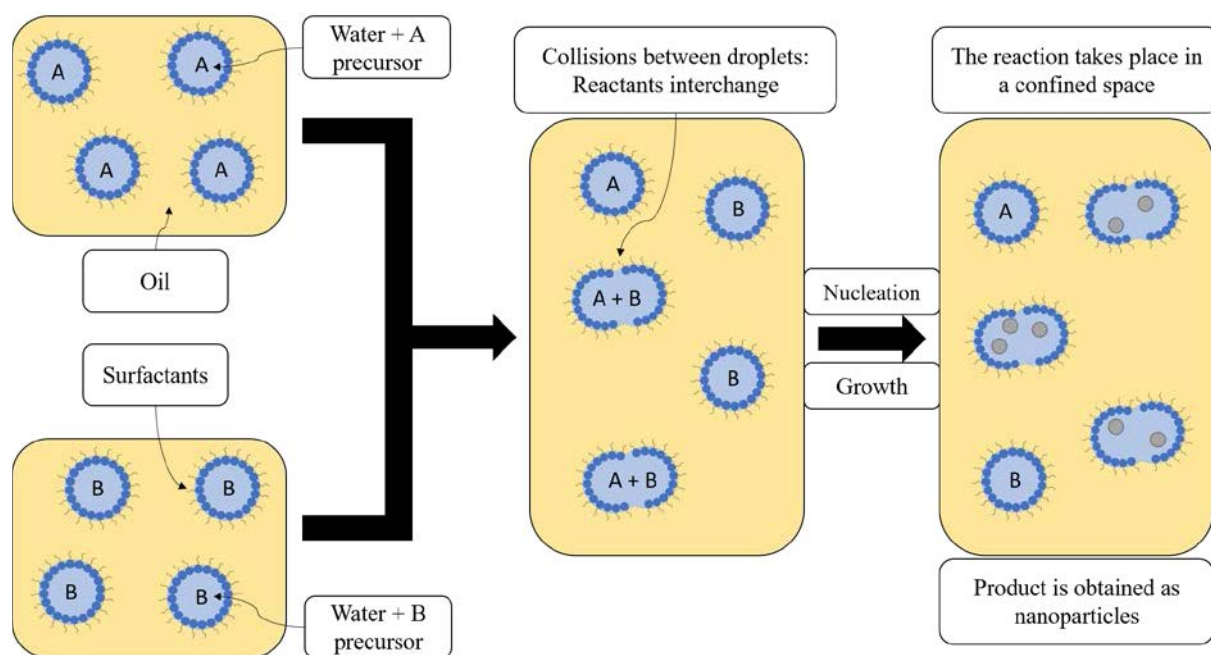 A
A
A
A
Water + A
precursor
Oil
Surfactants
B
B
B
B
Water + B
precursor
Collisions between droplets:
Reactants interchange
A
B
A + B
B
A + B
Nucleation
Growth
The reaction takes place in
a confined space
A
B
Product is obtained as
nanoparticles